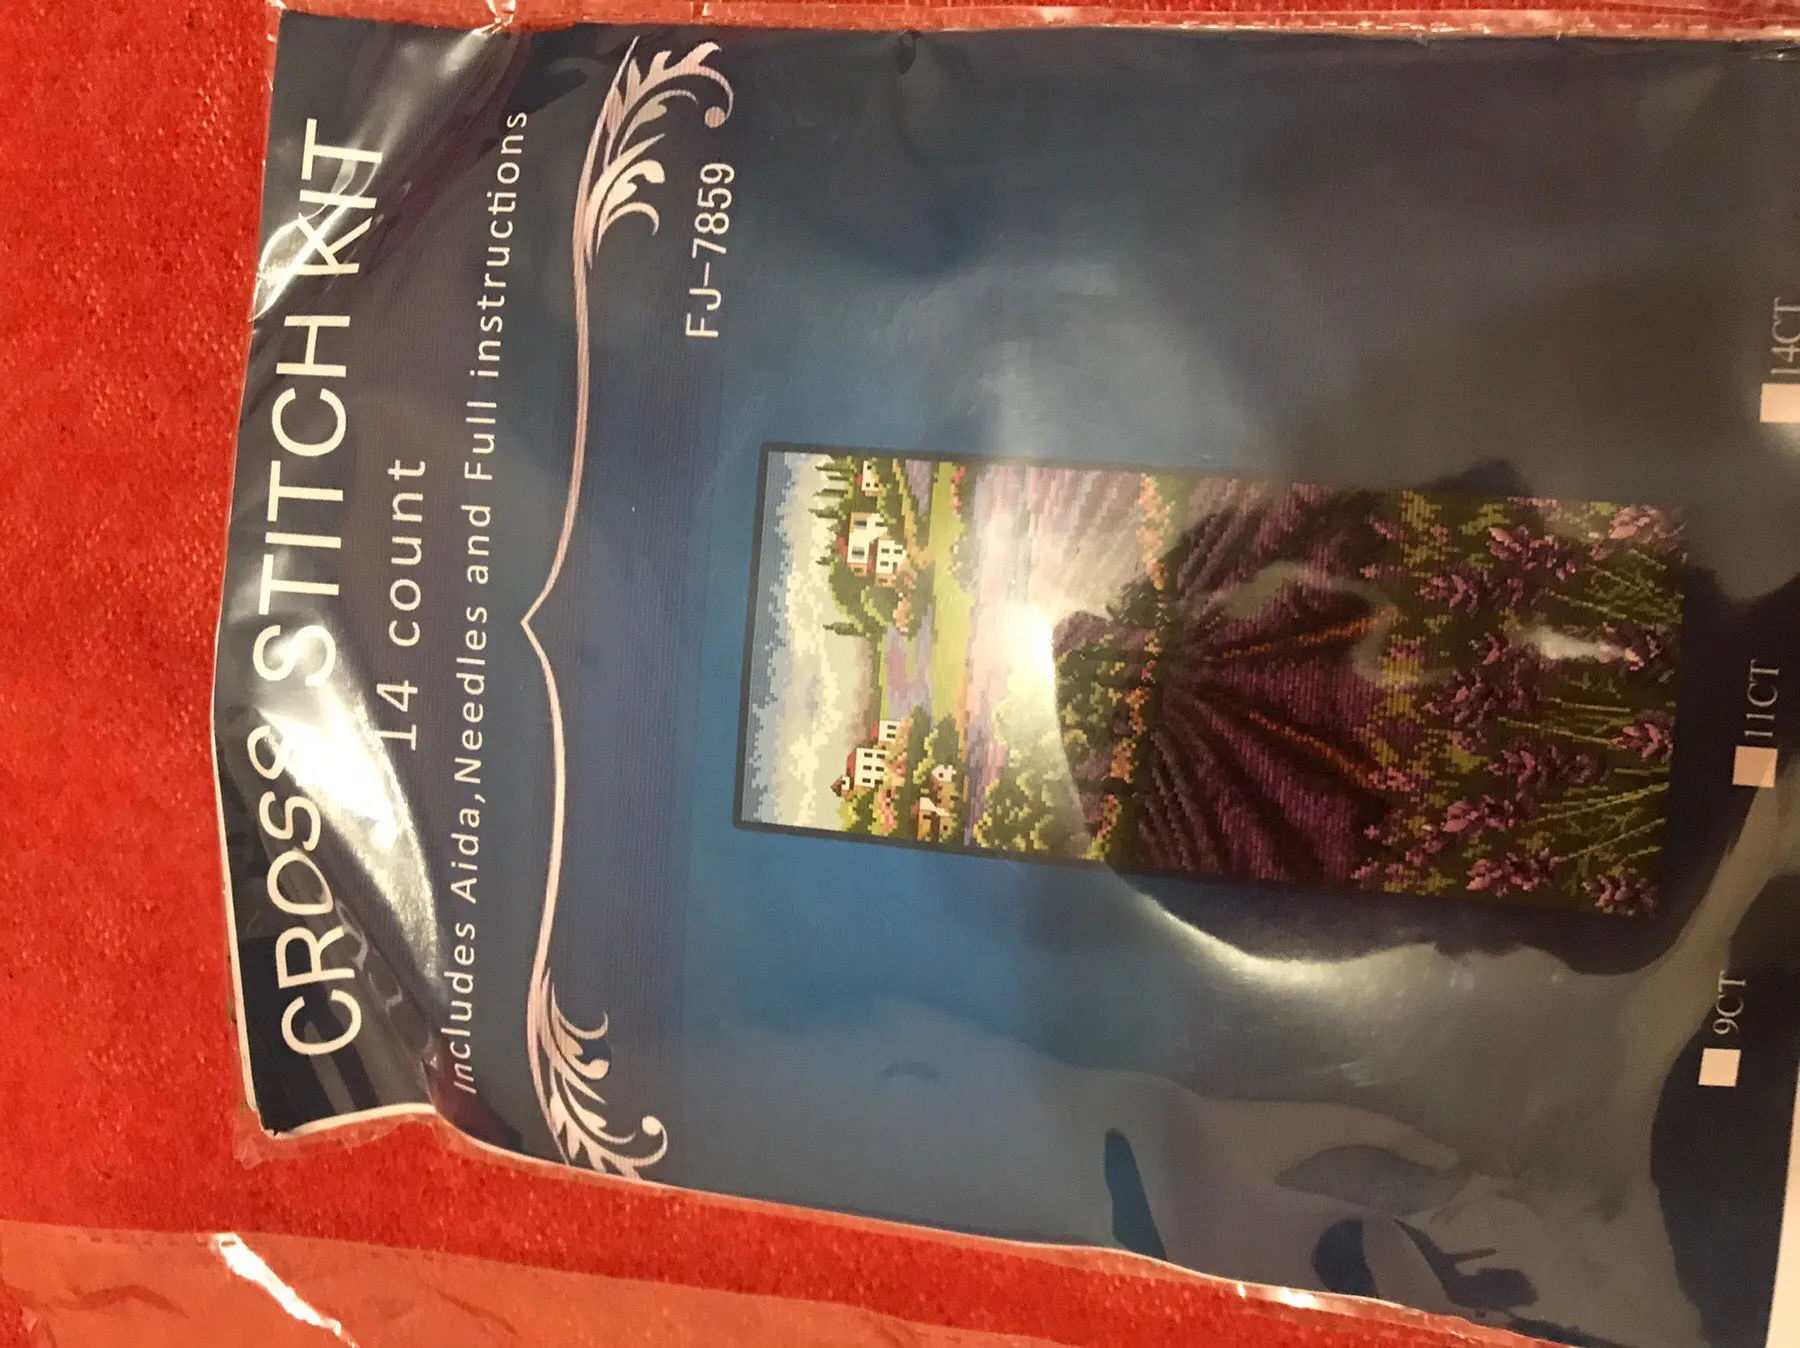 CROSS STITCH KIT
14 count
Includes Aida,Needles and Full instructions
FJ-7859
9CT 11CT 14CT